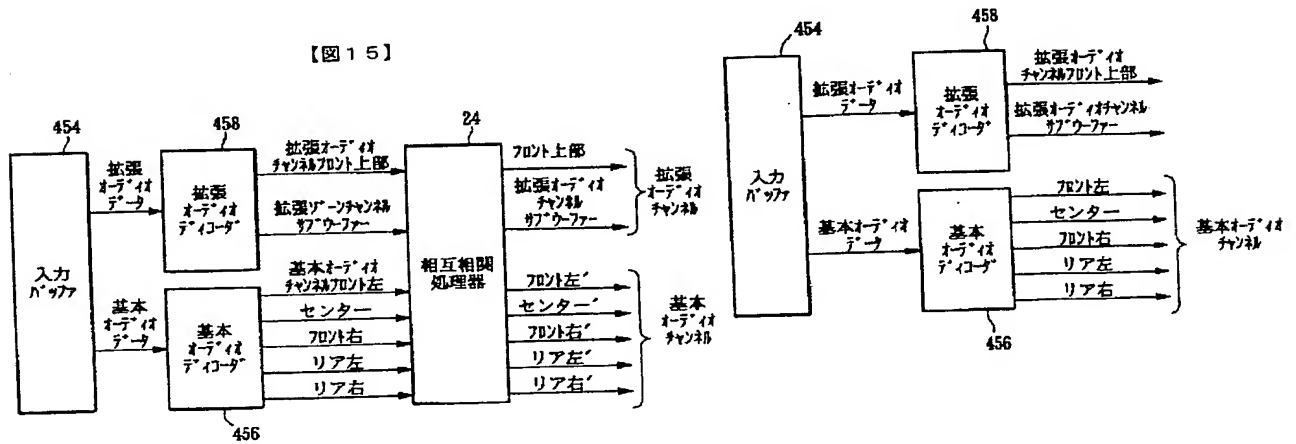 【図15】
454
入力
バッファ
拡張
オーディオ
データ
基本
オーディオ
データ
458
拡張
オーディオ
ディコーダ
基本
オーディオ
ディコーダ
456
拡張オーディオ
チャンネルフロント上部
拡張ゾーンチャンネル
サブウーファー
基本オーディオ
チャンネルフロント左
センター
フロント右
リア左
リア右
24
相互相関
処理器
フロント上部
拡張オーディオ
チャンネル
サブウーファー
拡張
オーディオ
チャンネル
フロント左′
センター′
フロント右′
リア左′
リア右′
基本
オーディオ
チャンネル
454
入力
バッファ
拡張オーディオ
データ
基本オーディオ
データ
458
拡張
オーディオ
ディコーダ
基本
オーディオ
ディコーダ
456
拡張オーディオ
チャンネルフロント上部
拡張オーディオチャンネル
サブウーファー
フロント左
センター
フロント右
リア左
リア右
基本オーディオ
チャンネル